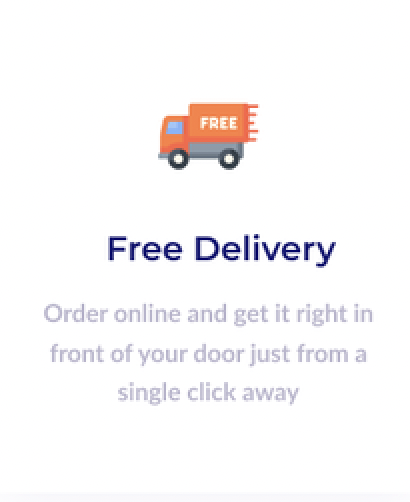 FREE
Free Delivery
Order online and get it right in
front of your door just from a
single click away